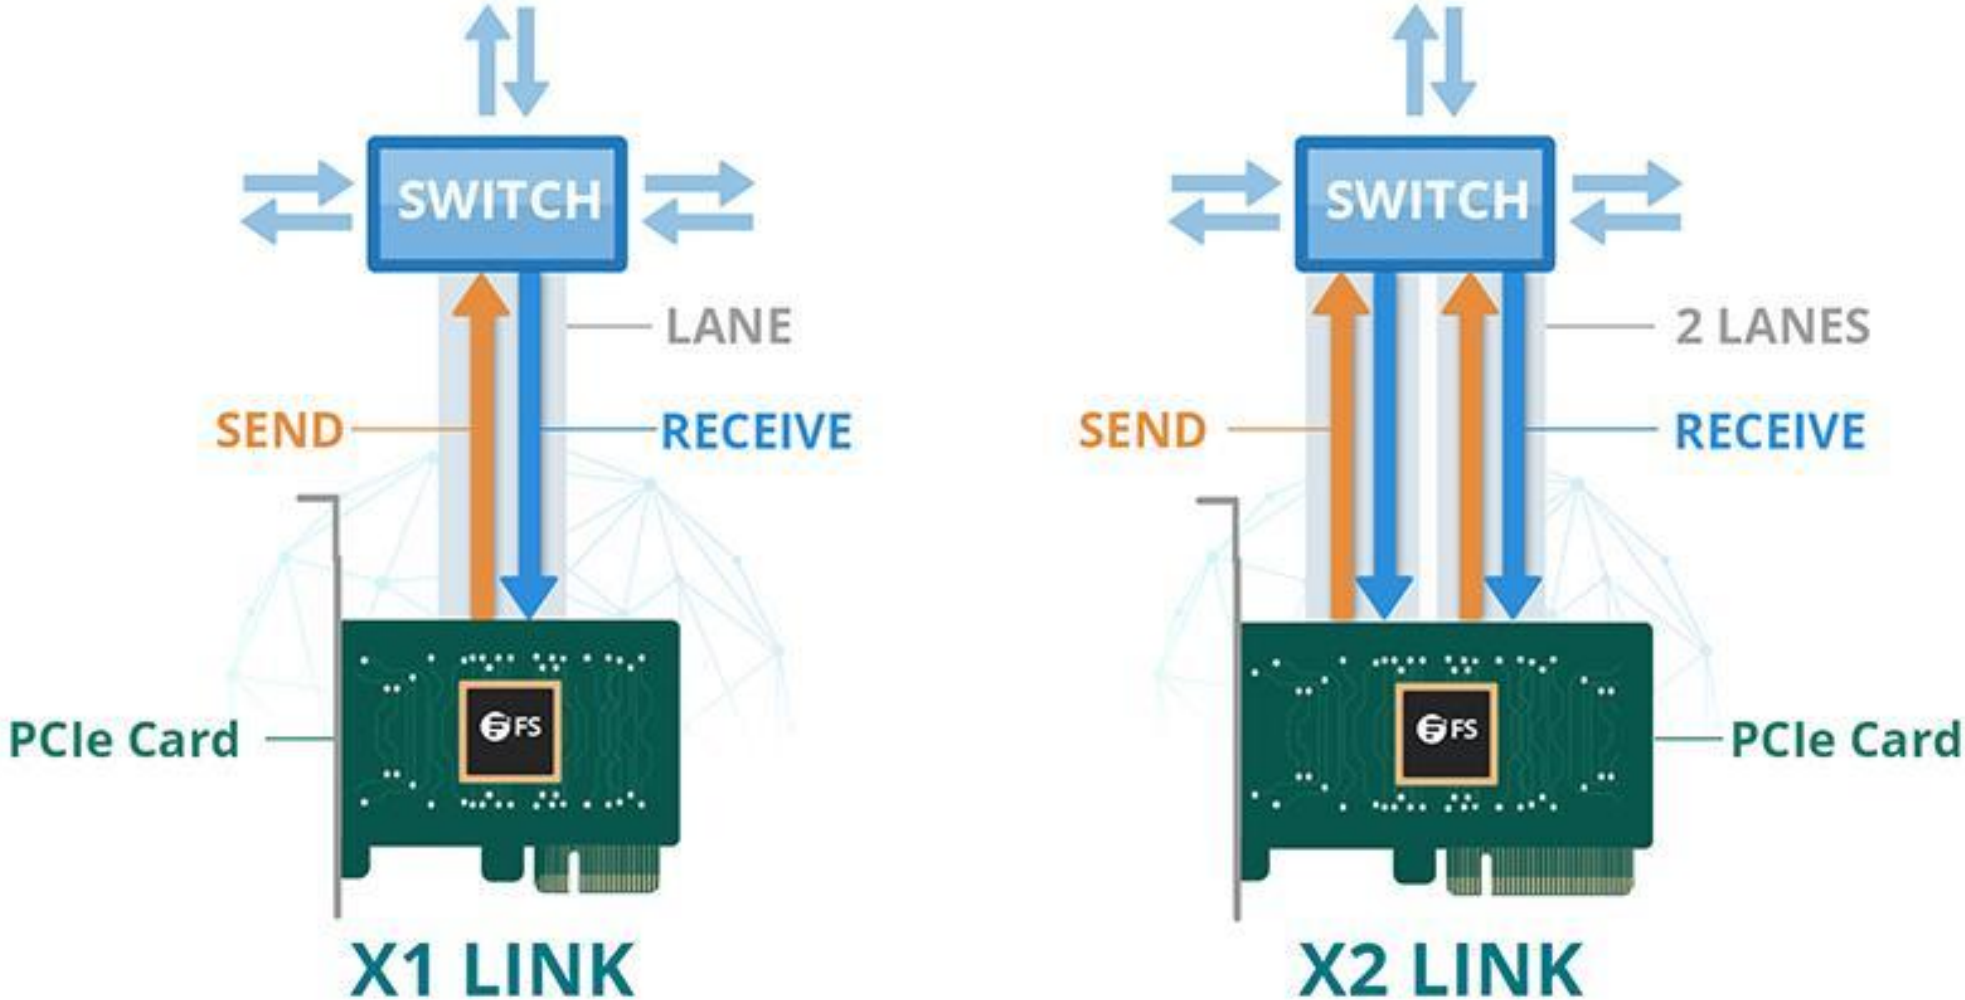 SWITCH
LANE
SEND
RECEIVE
PCIe Card
FS
X1 LINK
SWITCH
2 LANES
SEND
RECEIVE
FS
PCIe Card
X2 LINK